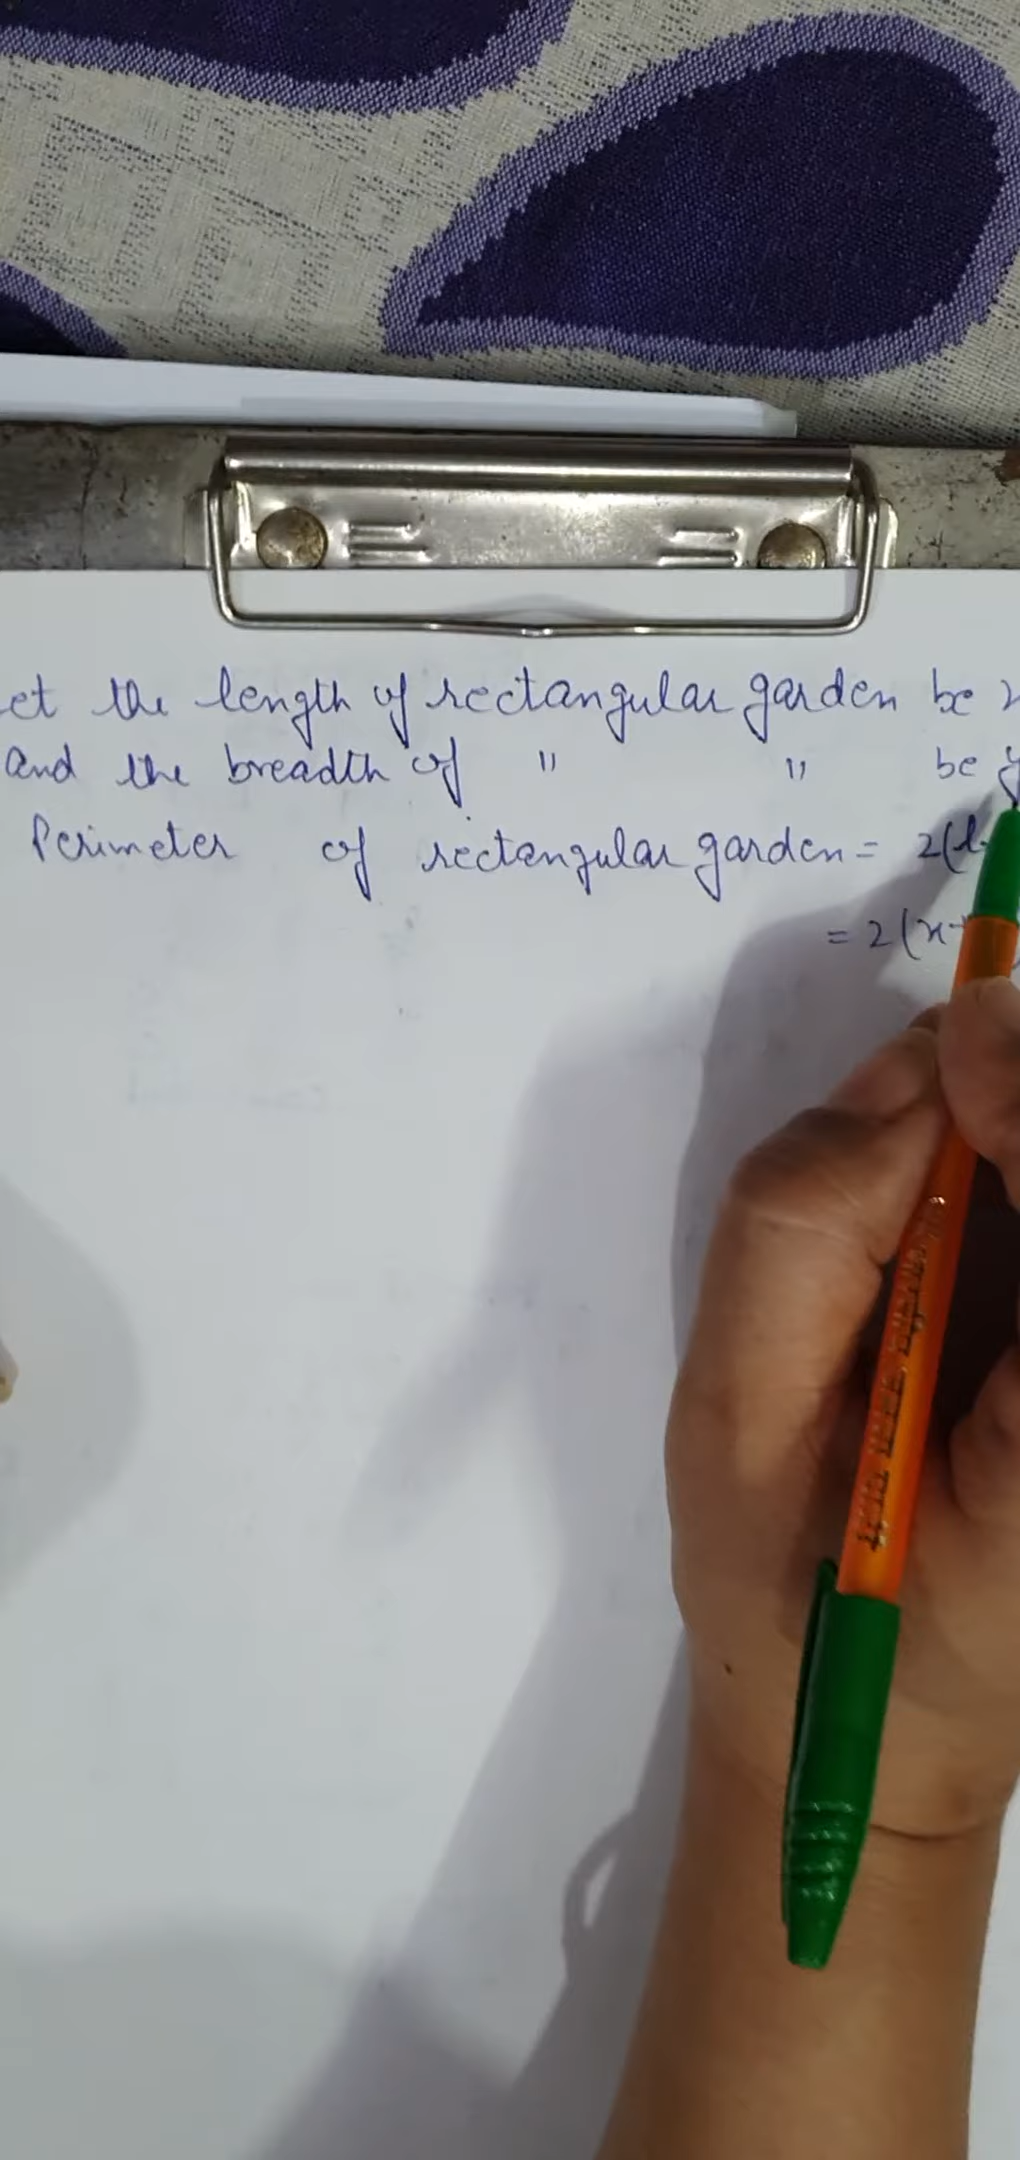 et the length of rectangular garden be x
and the breadth of " " be y
Perimeter of rectangular garden = 2(l
= 2(x+